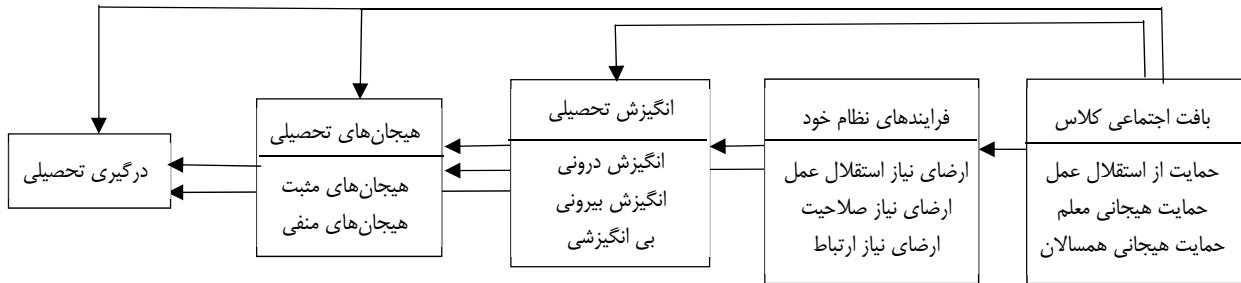 بافت اجتماعی کلاس
حمایت از استقلال عمل
حمایت هیجانی معلم
حمایت هیجانی همسالان
فرایندهای نظام خود
ارضای نیاز استقلال عمل
ارضای نیاز صلاحیت
ارضای نیاز ارتباط
انگیزش تحصیلی
انگیزش درونی
انگیزش بیرونی
بی انگیزشی
هیجان‌های تحصیلی
هیجان‌های مثبت
هیجان‌های منفی
درگیری تحصیلی